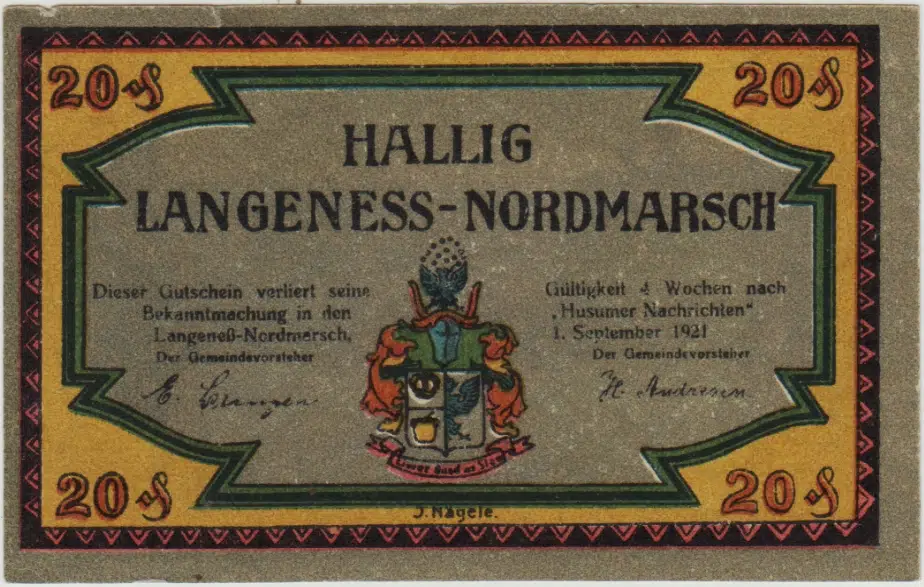 20 ₰ 20 ₰
HALLIG
LANGENESS-NORDMARSCH
Dieser Gutschein verliert seine
Bekanntmachung in den
Langeneß-Nordmarsch,
Der Gemeindevorsteher
Gültigkeit 4 Wochen nach
„Husumer Nachrichten"
1. September 1921
Der Gemeindevorsteher
H. Andresen
20 ₰ 20 ₰
J. Nägele.